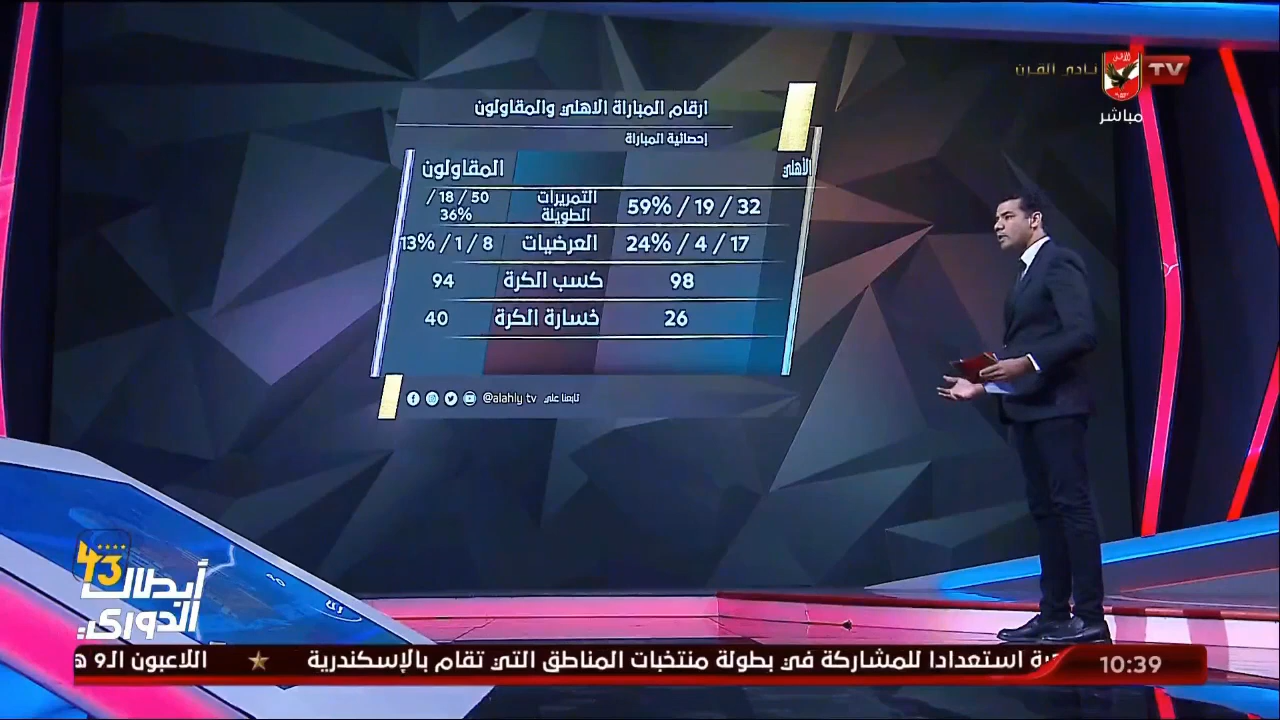 نادي القرن
TV
مباشر
ارقام المباراة الاهلي والمقاولون
إحصائية المباراة
الأهلي المقاولون
32 / 19 / 59% التمريرات الطويلة 50 / 18 / 36%
17 / 4 / 24% العرضيات 8 / 1 / 13%
98 كسب الكرة 94
26 خسارة الكرة 40
تابعنا على @alahly tv
43
أبطال
الدوري
10:39 استعدادا للمشاركة في بطولة منتخبات المناطق التي تقام بالإسكندرية اللاعبون الـ9